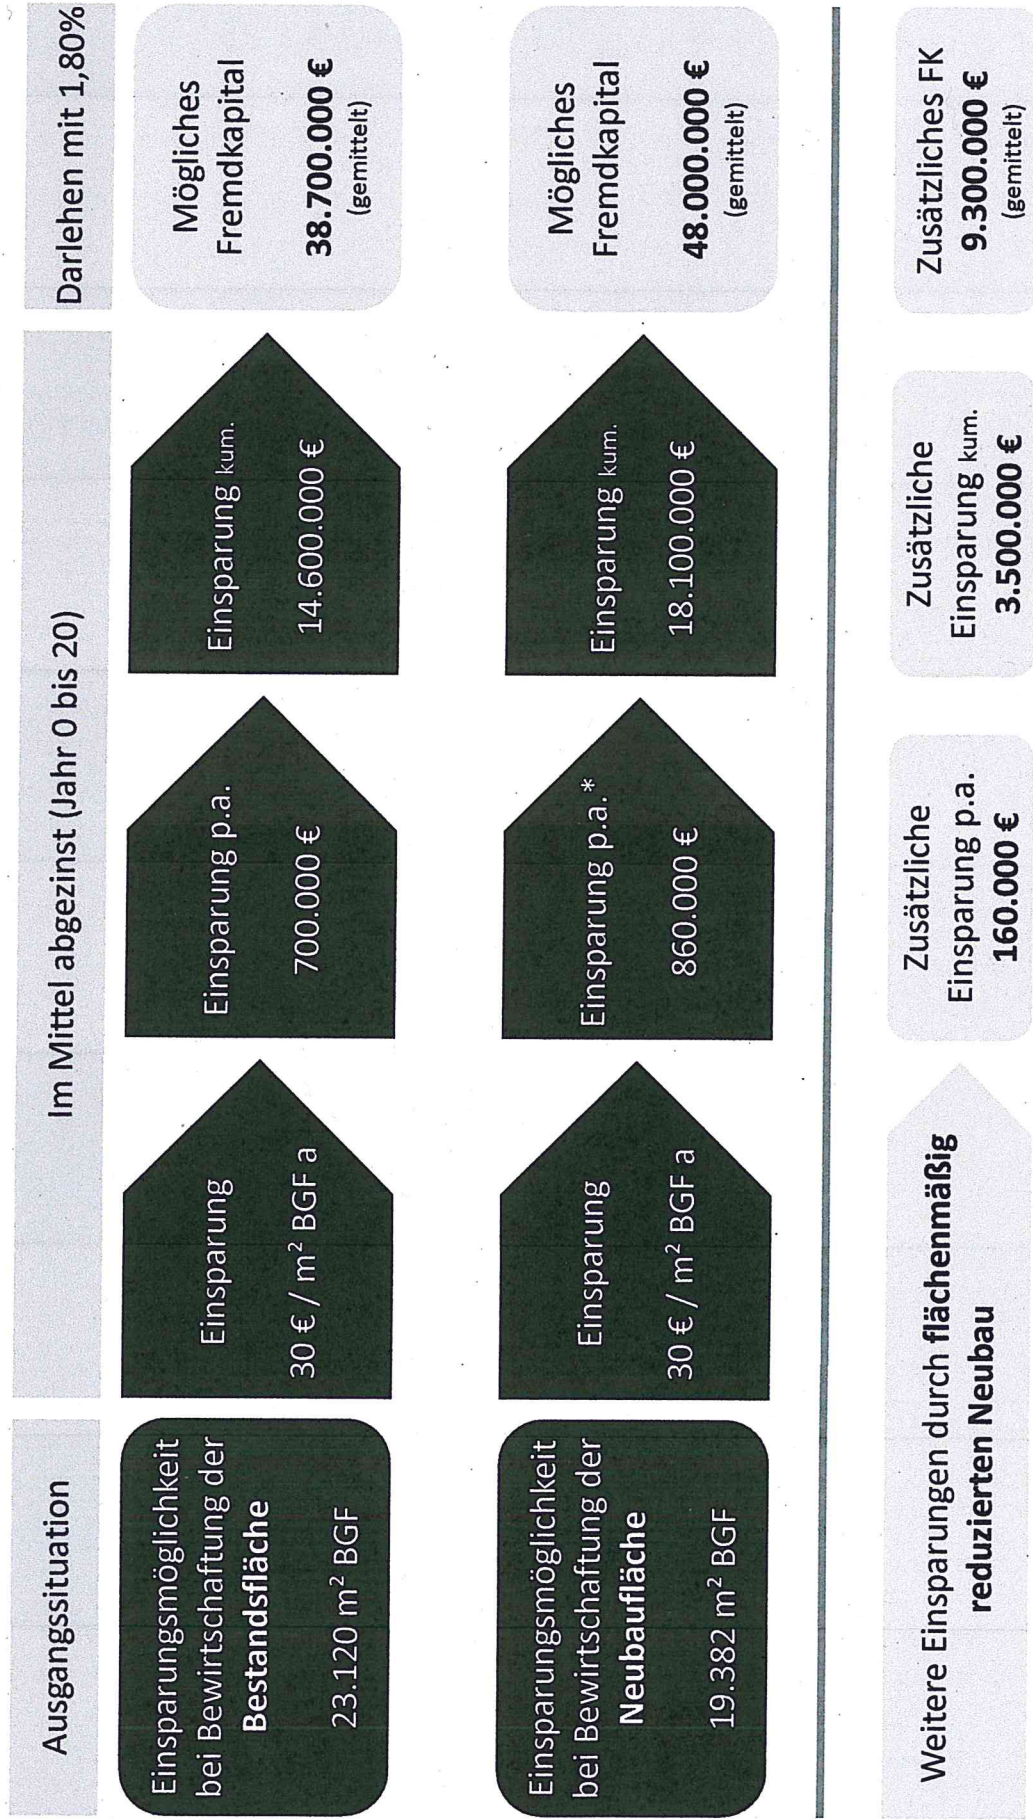 Ausgangssituation
Im Mittel abgezinst (Jahr 0 bis 20)
Darlehen mit 1,80%
Einsparungsmöglichkeit
bei Bewirtschaftung der
Bestandsfläche
23.120 m² BGF
Einsparung
30 € / m² BGF a
Einsparung p.a.
700.000 €
Einsparung kum.
14.600.000 €
Mögliches
Fremdkapital
38.700.000 €
(gemittelt)
Einsparungsmöglichkeit
bei Bewirtschaftung der
Neubaufläche
19.382 m² BGF
Einsparung
30 € / m² BGF a
Einsparung p.a.*
860.000 €
Einsparung kum.
18.100.000 €
Mögliches
Fremdkapital
48.000.000 €
(gemittelt)
Weitere Einsparungen durch flächenmäßig
reduzierten Neubau
Zusätzliche
Einsparung p.a.
160.000 €
Zusätzliche
Einsparung kum.
3.500.000 €
Zusätzliches FK
9.300.000 €
(gemittelt)